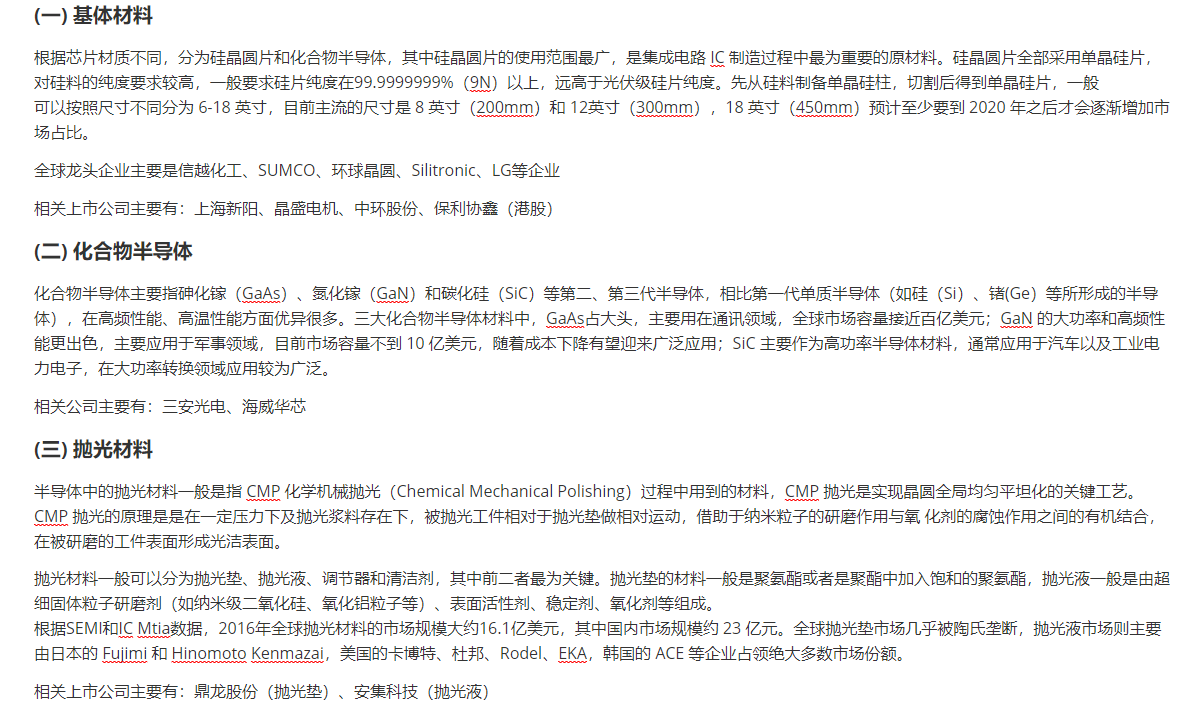 (一) 基体材料
根据芯片材质不同，分为硅晶圆片和化合物半导体，其中硅晶圆片的使用范围最广，是集成电路 IC 制造过程中最为重要的原材料。硅晶圆片全部采用单晶硅片，
对硅料的纯度要求较高，一般要求硅片纯度在99.9999999%（9N）以上，远高于光伏级硅片纯度。先从硅料制备单晶硅柱，切割后得到单晶硅片，一般
可以按照尺寸不同分为 6-18 英寸，目前主流的尺寸是 8 英寸（200mm）和 12英寸（300mm），18 英寸（450mm）预计至少要到 2020 年之后才会逐渐增加市
场占比。
全球龙头企业主要是信越化工、SUMCO、环球晶圆、Silitronic、LG等企业
相关上市公司主要有：上海新阳、晶盛电机、中环股份、保利协鑫（港股）
(二) 化合物半导体
化合物半导体主要指砷化镓（GaAs）、氮化镓（GaN）和碳化硅（SiC）等第二、第三代半导体，相比第一代单质半导体（如硅（Si）、锗(Ge）等所形成的半导
体），在高频性能、高温性能方面优异很多。三大化合物半导体材料中，GaAs占大头，主要用在通讯领域，全球市场容量接近百亿美元；GaN 的大功率和高频性
能更出色，主要应用于军事领域，目前市场容量不到 10 亿美元，随着成本下降有望迎来广泛应用；SiC 主要作为高功率半导体材料，通常应用于汽车以及工业电
力电子，在大功率转换领域应用较为广泛。
相关公司主要有：三安光电、海威华芯
(三) 抛光材料
半导体中的抛光材料一般是指 CMP 化学机械抛光（Chemical Mechanical Polishing）过程中用到的材料，CMP 抛光是实现晶圆全局均匀平坦化的关键工艺。
CMP 抛光的原理是是在一定压力下及抛光浆料存在下，被抛光工件相对于抛光垫做相对运动，借助于纳米粒子的研磨作用与氧 化剂的腐蚀作用之间的有机结合，
在被研磨的工件表面形成光洁表面。
抛光材料一般可以分为抛光垫、抛光液、调节器和清洁剂，其中前二者最为关键。抛光垫的材料一般是聚氨酯或者是聚酯中加入饱和的聚氨酯，抛光液一般是由超
细固体粒子研磨剂（如纳米级二氧化硅、氧化铝粒子等）、表面活性剂、稳定剂、氧化剂等组成。
根据SEMI和IC Mtia数据，2016年全球抛光材料的市场规模大约16.1亿美元，其中国内市场规模约 23 亿元。全球抛光垫市场几乎被陶氏垄断，抛光液市场则主要
由日本的 Fujimi 和 Hinomoto Kenmazai，美国的卡博特、杜邦、Rodel、EKA，韩国的 ACE 等企业占领绝大多数市场份额。
相关上市公司主要有：鼎龙股份（抛光垫）、安集科技（抛光液）